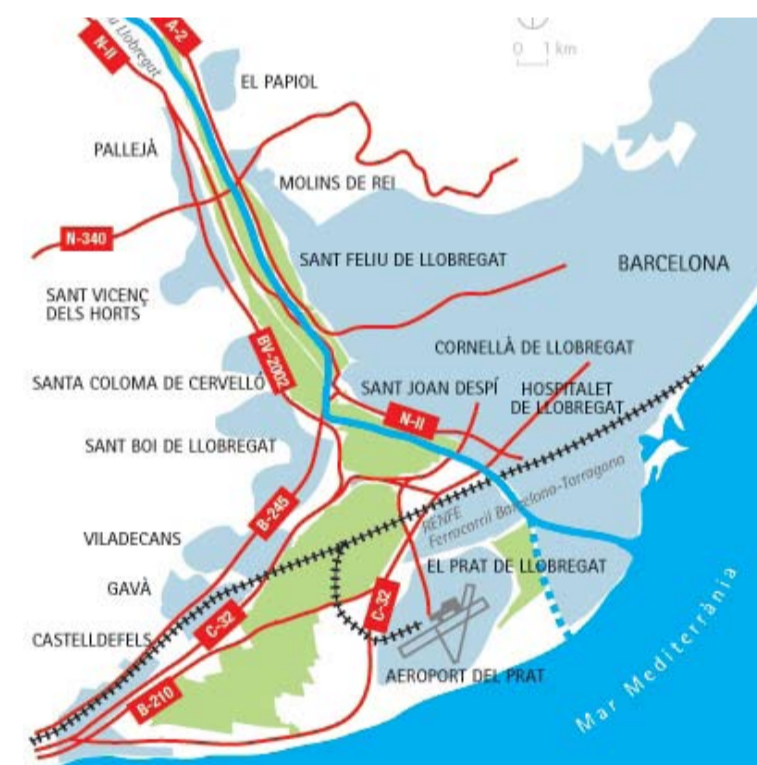 A-2
N-II
Llobregat
0 1 km
EL PAPIOL
PALLEJÀ
MOLINS DE REI
N-340
SANT FELIU DE LLOBREGAT
BARCELONA
SANT VICENÇ
DELS HORTS
BV-2002
CORNELLÀ DE LLOBREGAT
SANTA COLOMA DE CERVELLÓ
SANT JOAN DESPÍ
HOSPITALET
DE LLOBREGAT
N-II
SANT BOI DE LLOBREGAT
B-245
RENFE
Ferrocarril Barcelona-Tarragona
VILADECANS
EL PRAT DE LLOBREGAT
GAVÀ
C-32
C-32
CASTELLDEFELS
AEROPORT DEL PRAT
B-210
Mar Mediterrània